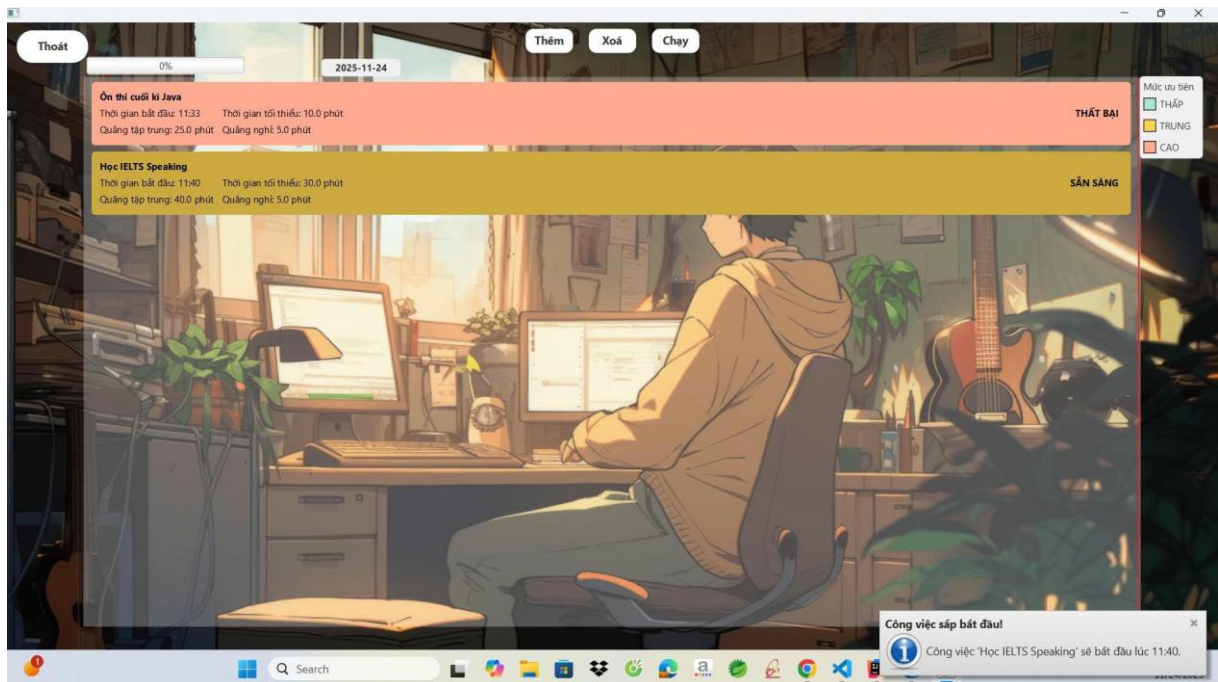 Thoát
Thêm
Xoá
Chạy
0%
2025-11-24
Ôn thi cuối kì Java
Thời gian bắt đầu: 11:33 Thời gian tối thiểu: 10.0 phút
Quãng tập trung: 25.0 phút Quãng nghỉ: 5.0 phút
THẤT BẠI
Học IELTS Speaking
Thời gian bắt đầu: 11:40 Thời gian tối thiểu: 30.0 phút
Quãng tập trung: 40.0 phút Quãng nghỉ: 5.0 phút
SẴN SÀNG
Mức ưu tiên
THẤP
TRUNG
CAO
Công việc sắp bắt đầu!
Công việc 'Học IELTS Speaking' sẽ bắt đầu lúc 11:40.
1
Search